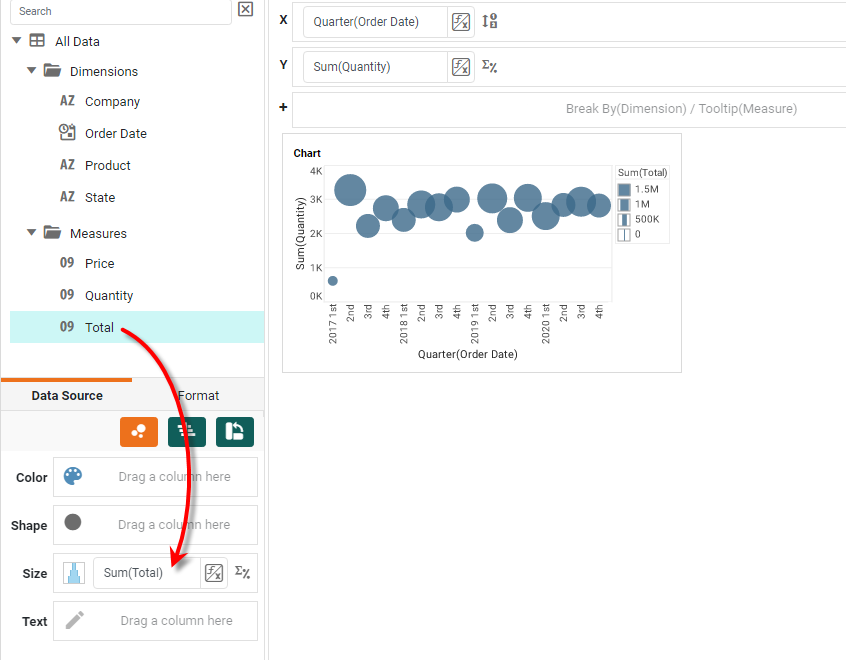 Search
All Data
Dimensions
AZ Company
Order Date
AZ Product
AZ State
Measures
09 Price
09 Quantity
09 Total
Data Source Format
Color Drag a column here
Shape Drag a column here
Size Sum(Total) fx Σ%
Text Drag a column here
X Quarter(Order Date) fx
Y Sum(Quantity) fx Σ%
+ Break By(Dimension) / Tooltip(Measure)
Chart
4K
3K
2K
1K
0K
Sum(Quantity)
2017 1st
2nd
3rd
4th
2018 1st
2nd
3rd
4th
2019 1st
2nd
3rd
4th
2020 1st
2nd
3rd
4th
Quarter(Order Date)
Sum(Total)
1.5M
1M
500K
0